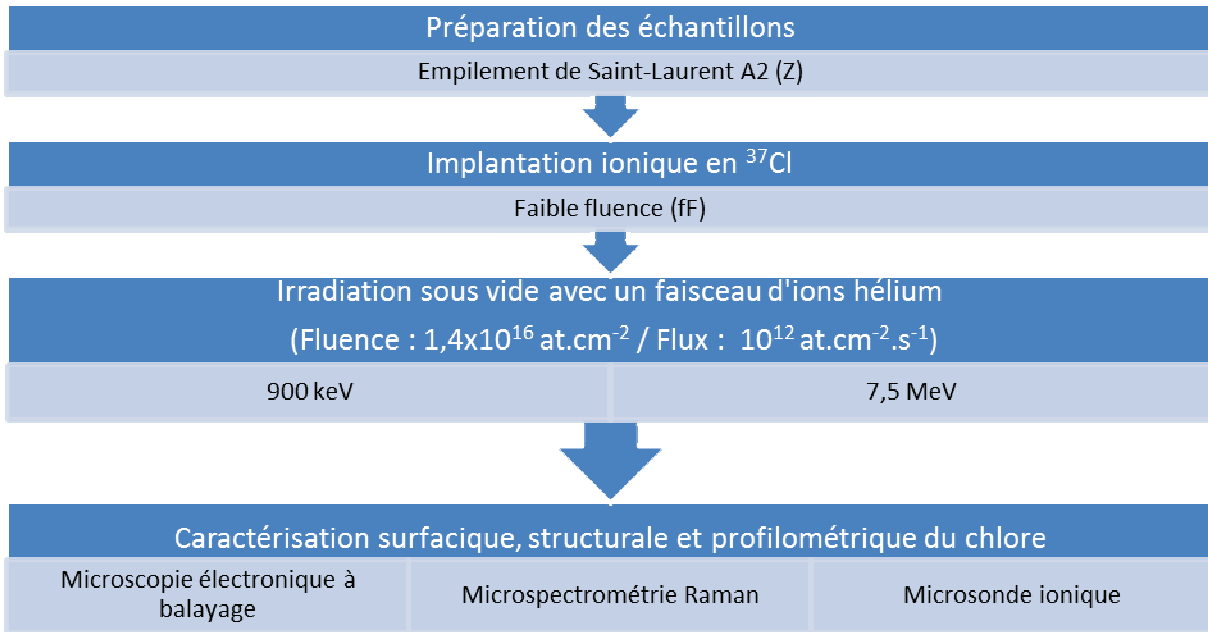 Préparation des échantillons
Empilement de Saint-Laurent A2 (Z)
Implantation ionique en ³⁷Cl
Faible fluence (fF)
Irradiation sous vide avec un faisceau d'ions hélium
(Fluence : 1,4x10¹⁶ at.cm⁻² / Flux : 10¹² at.cm⁻².s⁻¹)
900 keV
7,5 MeV
Caractérisation surfacique, structurale et profilométrique du chlore
Microscopie électronique à
balayage
Microspectrométrie Raman
Microsonde ionique